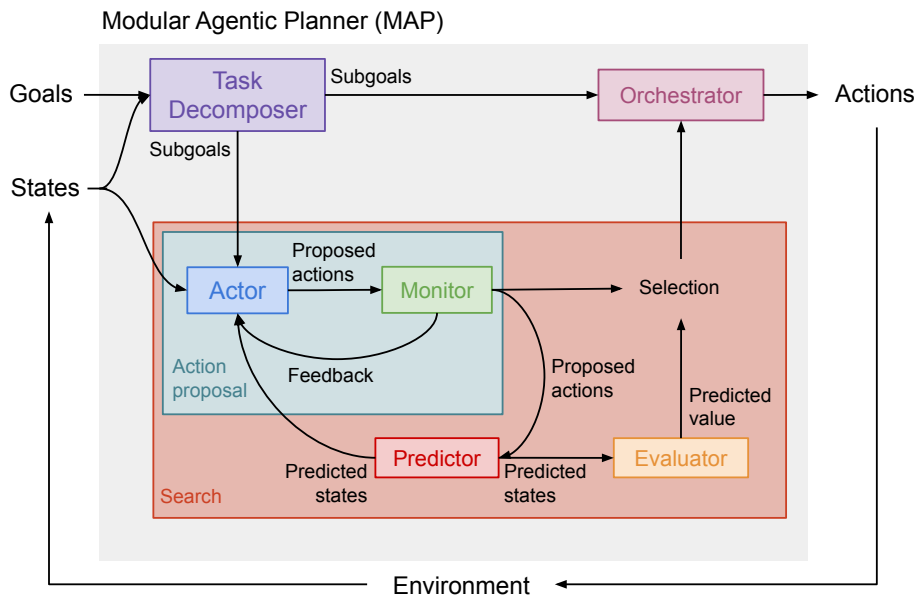 Modular Agentic Planner (MAP)
Goals
Task
Decomposer
Subgoals
Orchestrator
Actions
Subgoals
States
Proposed
actions
Actor
Monitor
Selection
Feedback
Action
proposal
Proposed
actions
Predicted
value
Predictor
Evaluator
Predicted
states
Predicted
states
Search
Environment